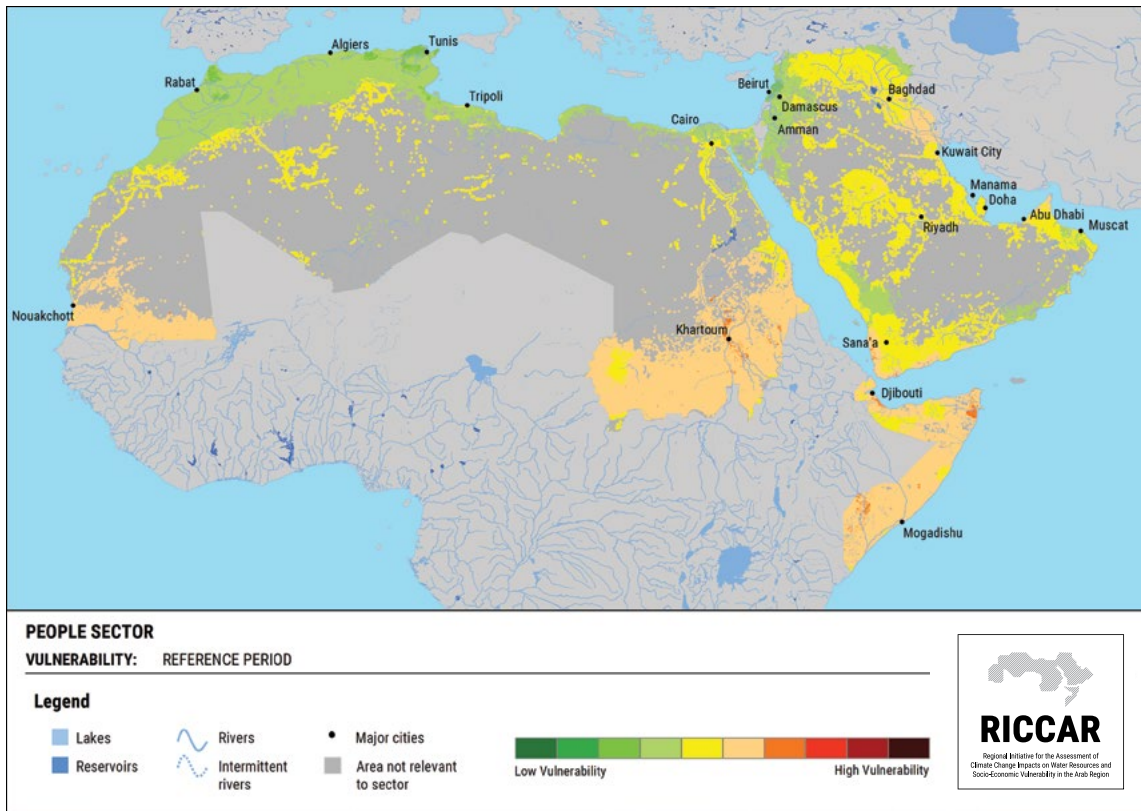 Algiers
Tunis
Rabat
Tripoli
Beirut
Damascus
Baghdad
Cairo
Amman
Kuwait City
Manama
Doha
Abu Dhabi
Riyadh
Muscat
Nouakchott
Khartoum
Sana'a
Djibouti
Mogadishu
PEOPLE SECTOR
VULNERABILITY: REFERENCE PERIOD
Legend
Lakes
Rivers
Major cities
Reservoirs
Intermittent
rivers
Area not relevant
to sector
Low Vulnerability
High Vulnerability
RICCAR
Regional Initiative for the Assessment of
Climate Change Impacts on Water Resources and
Socio-Economic Vulnerability in the Arab Region